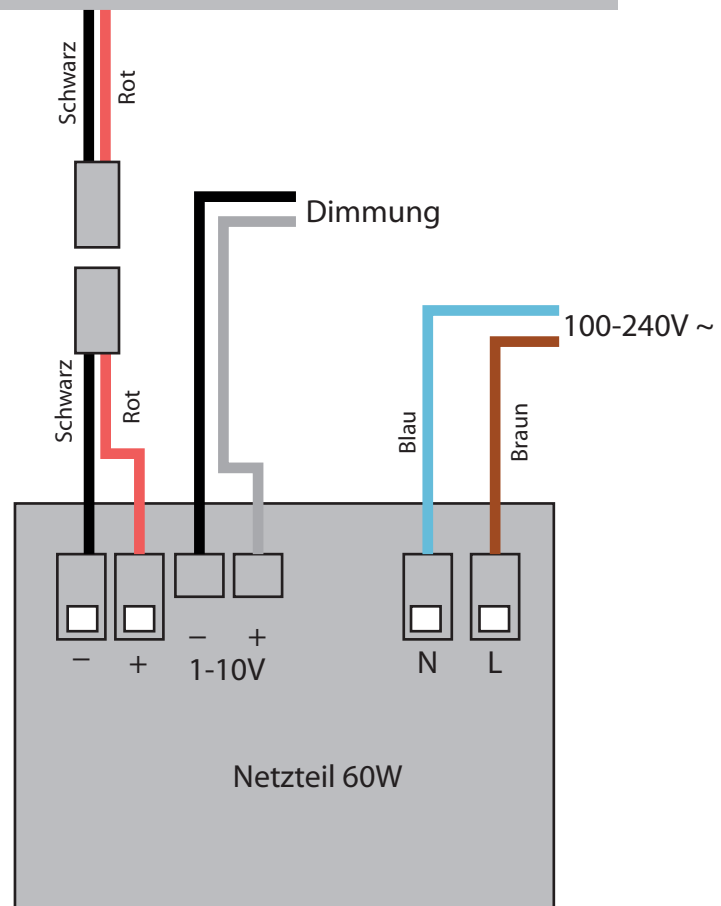 Schwarz
Rot
Dimmung
100-240V ~
Schwarz
Rot
Blau
Braun
– +
– +
1-10V
N L
Netzteil 60W